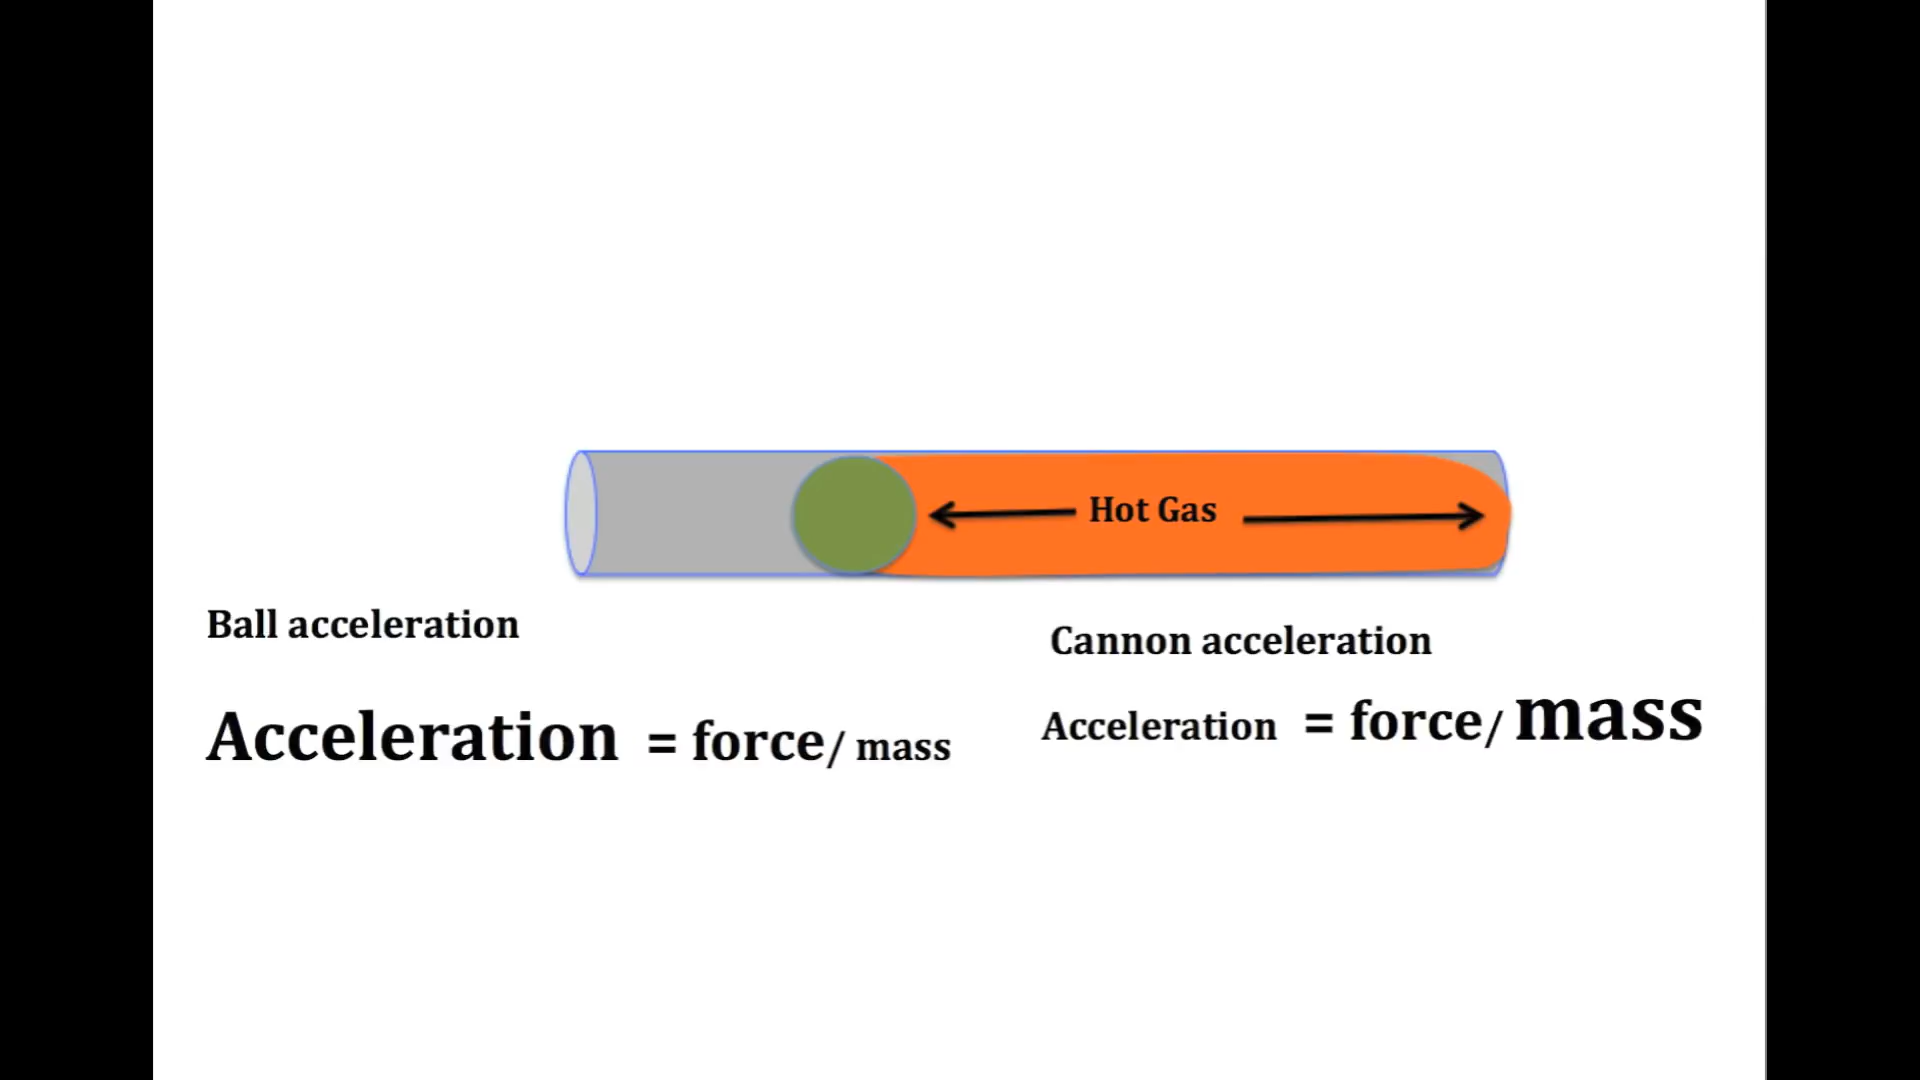 Hot Gas
Ball acceleration
Cannon acceleration
Acceleration = force/ mass
Acceleration = force/ mass